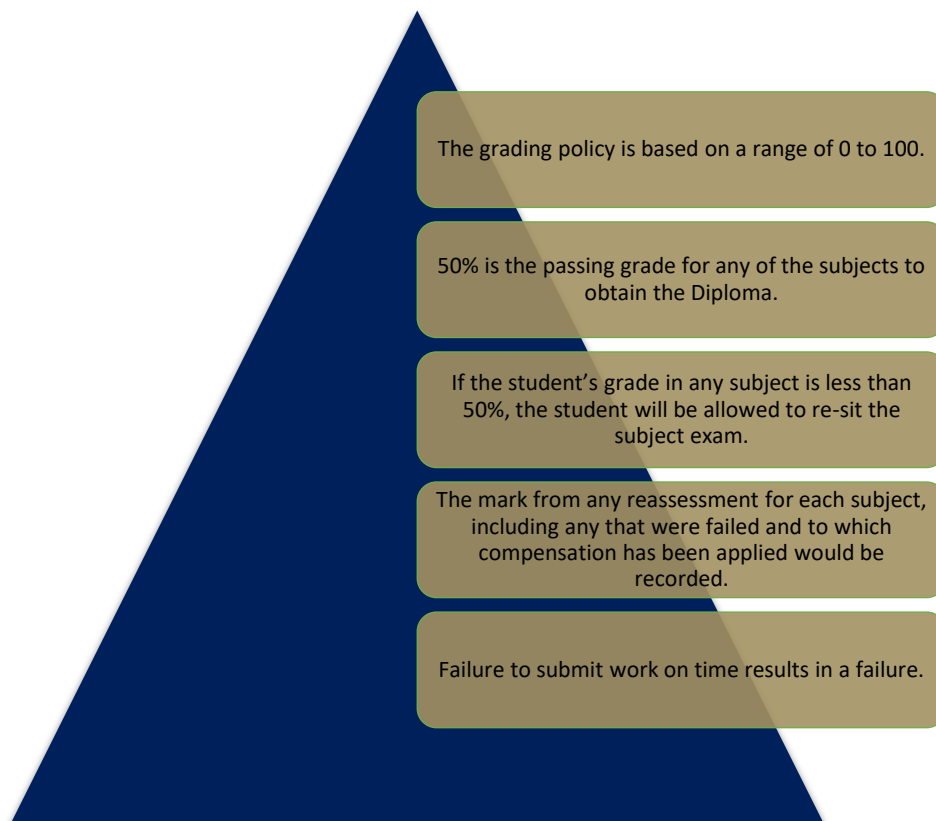 The grading policy is based on a range of 0 to 100.
50% is the passing grade for any of the subjects to
obtain the Diploma.
If the student’s grade in any subject is less than
50%, the student will be allowed to re-sit the
subject exam.
The mark from any reassessment for each subject,
including any that were failed and to which
compensation has been applied would be
recorded.
Failure to submit work on time results in a failure.